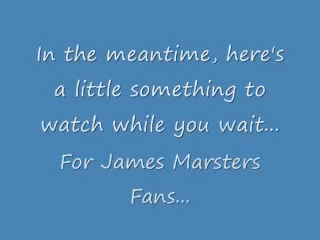 In the meantime, here's
a little something to
watch while you wait...
For James Marsters
Fans...